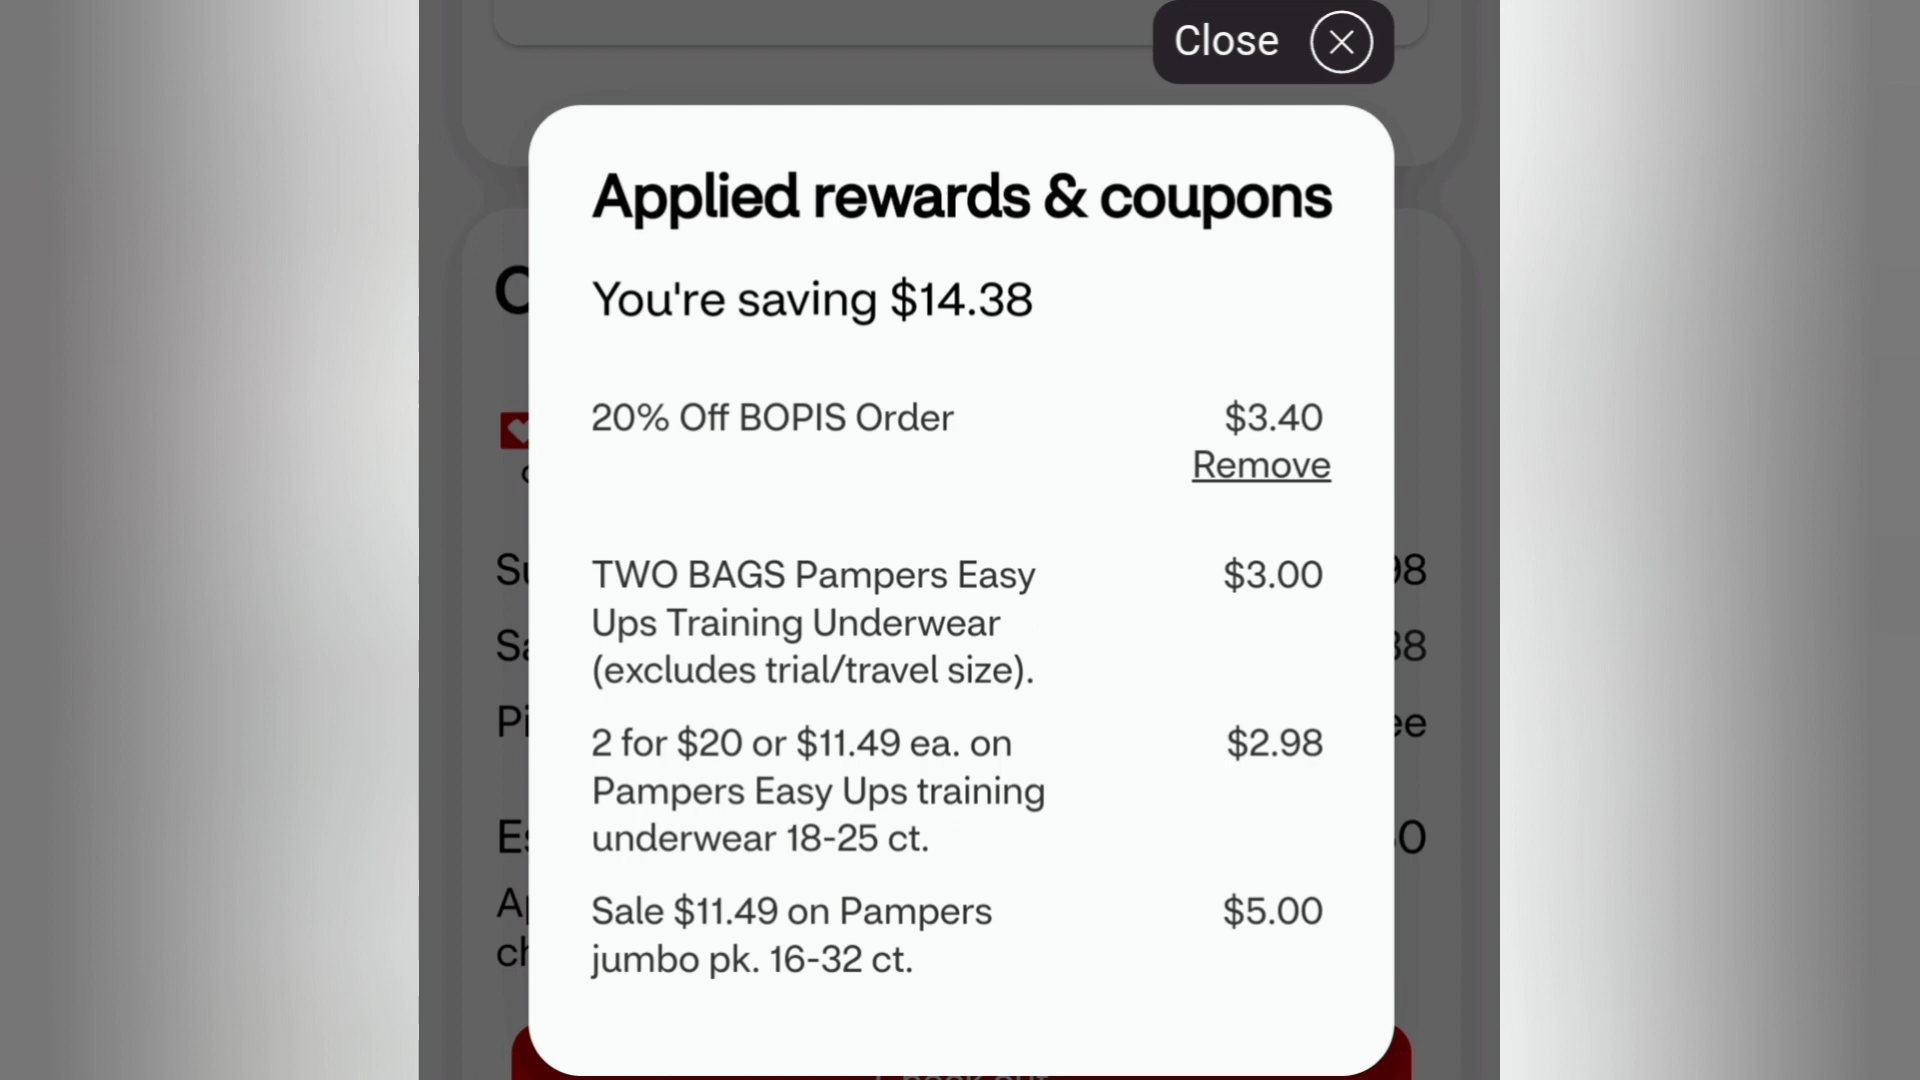 Close
Applied rewards & coupons
You're saving $14.38
20% Off BOPIS Order $3.40
Remove
TWO BAGS Pampers Easy $3.00
Ups Training Underwear
(excludes trial/travel size).
2 for $20 or $11.49 ea. on $2.98
Pampers Easy Ups training
underwear 18-25 ct.
Sale $11.49 on Pampers $5.00
jumbo pk. 16-32 ct.